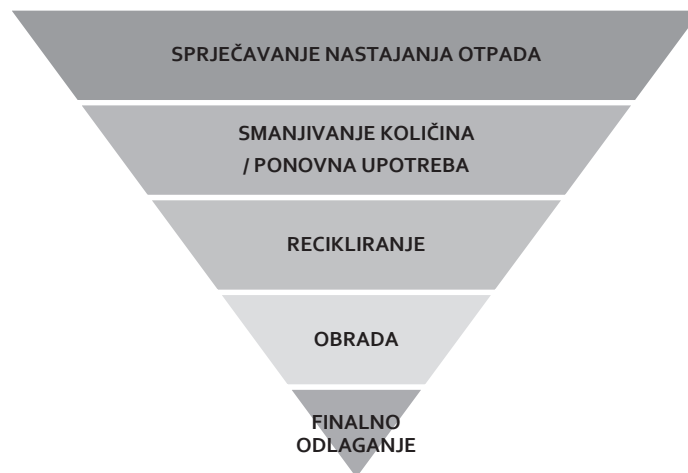 SPRJEČAVANJE NASTAJANJA OTPADA
SMANJIVANJE KOLIČINA
/ PONOVNA UPOTREBA
RECIKLIRANJE
OBRADA
FINALNO
ODLAGANJE